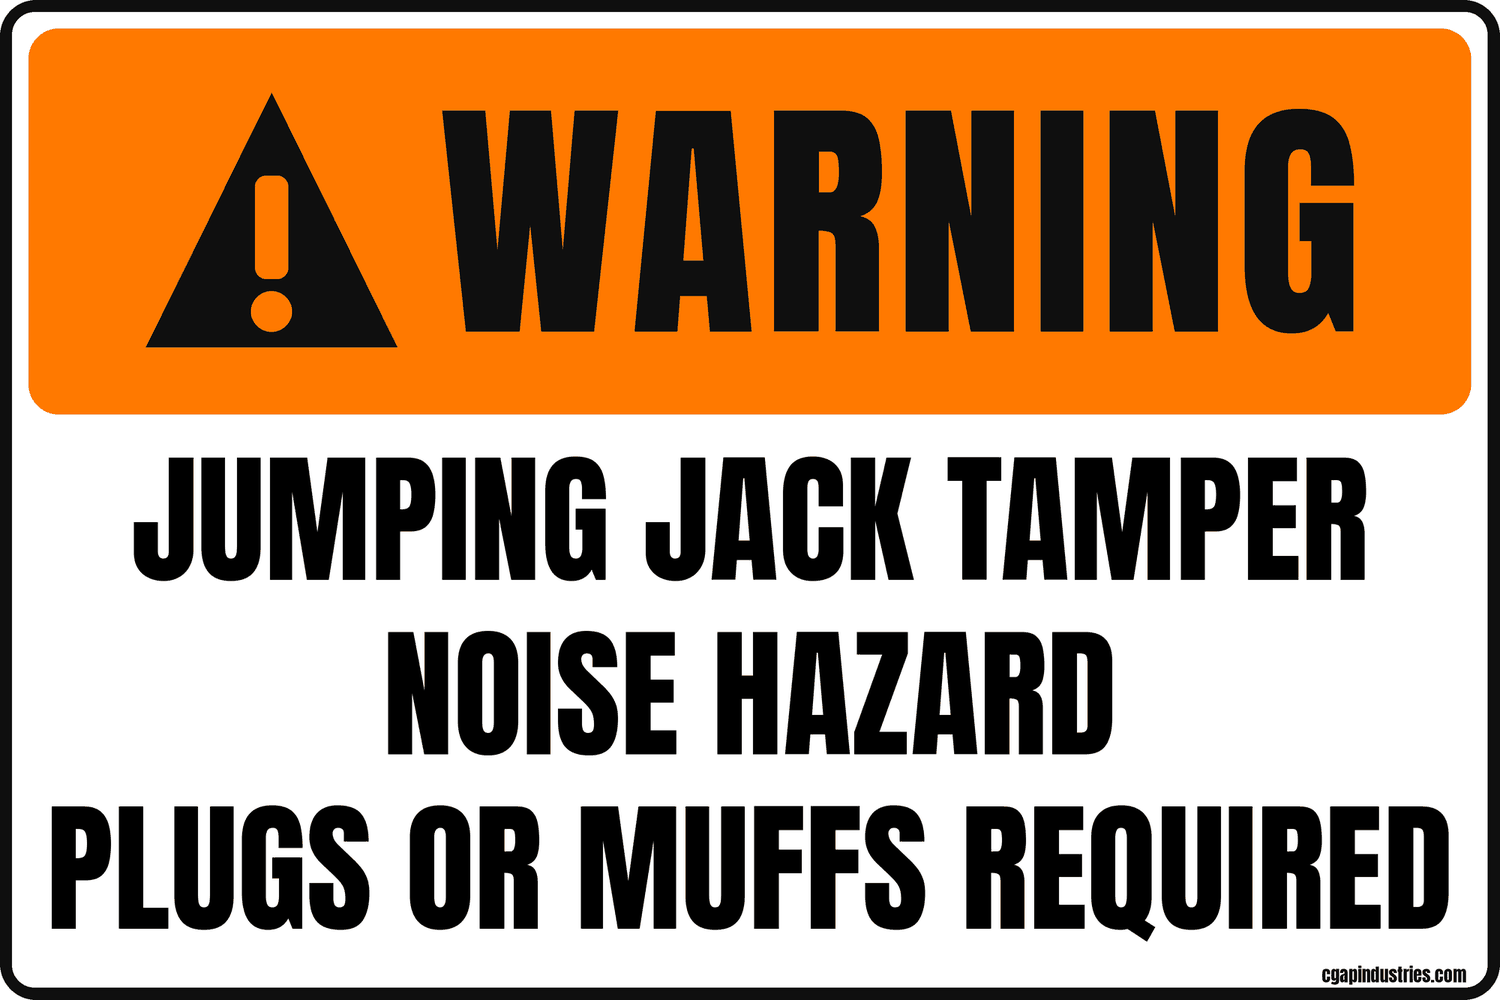 WARNING
JUMPING JACK TAMPER
NOISE HAZARD
PLUGS OR MUFFS REQUIRED
cgapindustries.com